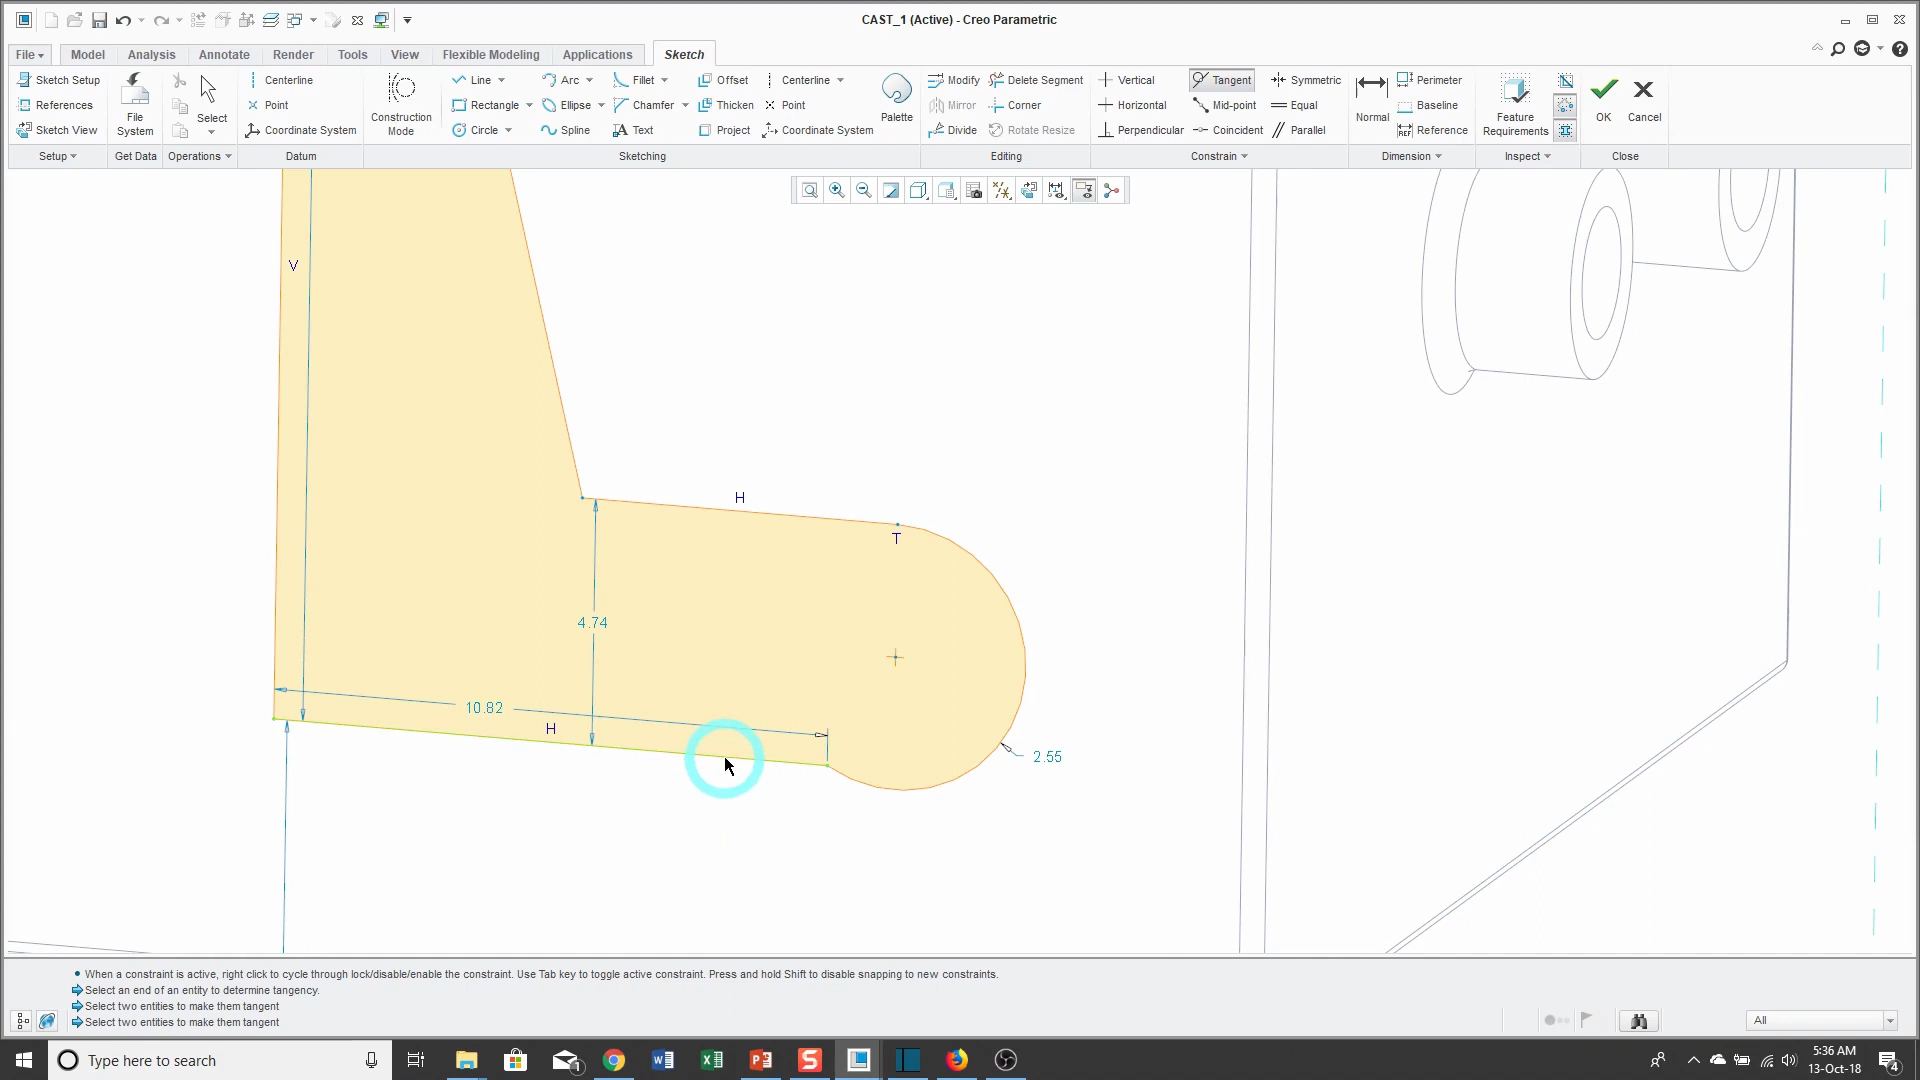 CAST_1 (Active) - Creo Parametric
File Model Analysis Annotate Render Tools View Flexible Modeling Applications Sketch
Sketch Setup Centerline Line Arc Fillet Offset Centerline Modify Delete Segment Vertical Tangent Symmetric Perimeter
References Point Rectangle Ellipse Chamfer Thicken Point Mirror Corner Horizontal Mid-point Equal Baseline
Sketch View Coordinate System Circle Spline Text Project Coordinate System Divide Rotate Resize Perpendicular Coincident Parallel Reference
File System Select Construction Mode Palette Normal Feature Requirements OK Cancel
Setup Get Data Operations Datum Sketching Editing Constrain Dimension Inspect Close
V
H
T
4.74
10.82
H
2.55
When a constraint is active, right click to cycle through lock/disable/enable the constraint. Use Tab key to toggle active constraint. Press and hold Shift to disable snapping to new constraints.
Select an end of an entity to determine tangency.
Select two entities to make them tangent
Select two entities to make them tangent
All
Type here to search
5:36 AM
13-Oct-18
1
4